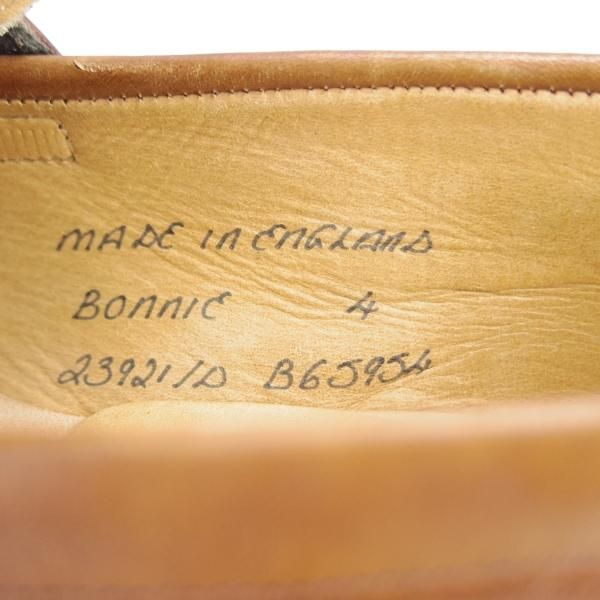 MADE IN ENGLAND
BONNIE 4
23921/D B65954